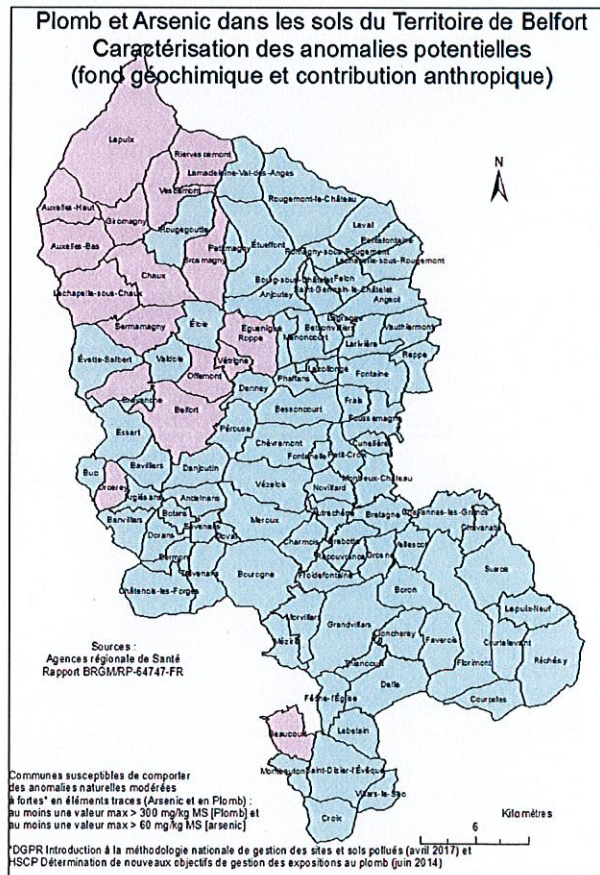 Plomb et Arsenic dans les sols du Territoire de Belfort
Caractérisation des anomalies potentielles
(fond géochimique et contribution anthropique)
Lepuix
Riervescemont
Lamadeleine-Val-des-Anges
Vescemont
Rougemont-le-Château
Auxelles-Haut
Giromagny
Rougegoutte
Leval
Petitefontaine
Auxelles-Bas
Petitmagny
Étueffont
Romagny-sous-Rougemont
Lachapelle-sous-Rougemont
Grosmagny
Chaux
Felon
Bourg-sous-Châtelet
Saint-Germain-le-Châtelet
Anjoutey
Angeot
Lachapelle-sous-Chaux
Lagrange
Sermamagny
Éloie
Eguenigue
Roppe
Menoncourt
Bethonvilliers
Larivière
Vauthiermont
Évette-Salbert
Valdoie
Vétrigne
Lacollonge
Reppe
Offemont
Phaffans
Fontaine
Denney
Cravanche
Belfort
Bessoncourt
Frais
Foussemagne
Essert
Pérouse
Chèvremont
Cunelières
Fontenelle
Petit-Croix
Montreux-Château
Buc
Bavilliers
Danjoutin
Vézelois
Novillard
Urcerey
Argiésans
Andelnans
Autrechêne
Bretagne
Chavannes-les-Grands
Chavanatte
Banvilliers
Botans
Meroux
Dorans
Sevenans
Moval
Charmois
Brebotte
Vellescot
Recouvrance
Grosne
Suarce
Bermont
Trévenans
Bourogne
Froidefontaine
Châtenois-les-Forges
Boron
Lepuix-Neuf
Morvillars
Grandvillars
Méziré
Joncherey
Faverois
Florimont
Courtelevant
Réchésy
Thiancourt
Delle
Courcelles
Fêche-l'Église
Lebetain
Beaucourt
Montbouton
Saint-Dizier-l'Évêque
Villars-le-Sec
Croix
N
Sources :
Agences régionale de Santé
Rapport BRGM/RP-64747-FR
Communes susceptibles de comporter
des anomalies naturelles modérées
à fortes* en éléments traces (Arsenic et en Plomb) :
au moins une valeur max > 300 mg/kg MS [Plomb] et
au moins une valeur max > 60 mg/kg MS [arsenic]
Kilomètres
6
*DGPR Introduction à la méthodologie nationale de gestion des sites et sols pollués (avril 2017) et
HSCP Détermination de nouveaux objectifs de gestion des expositions au plomb (juin 2014)